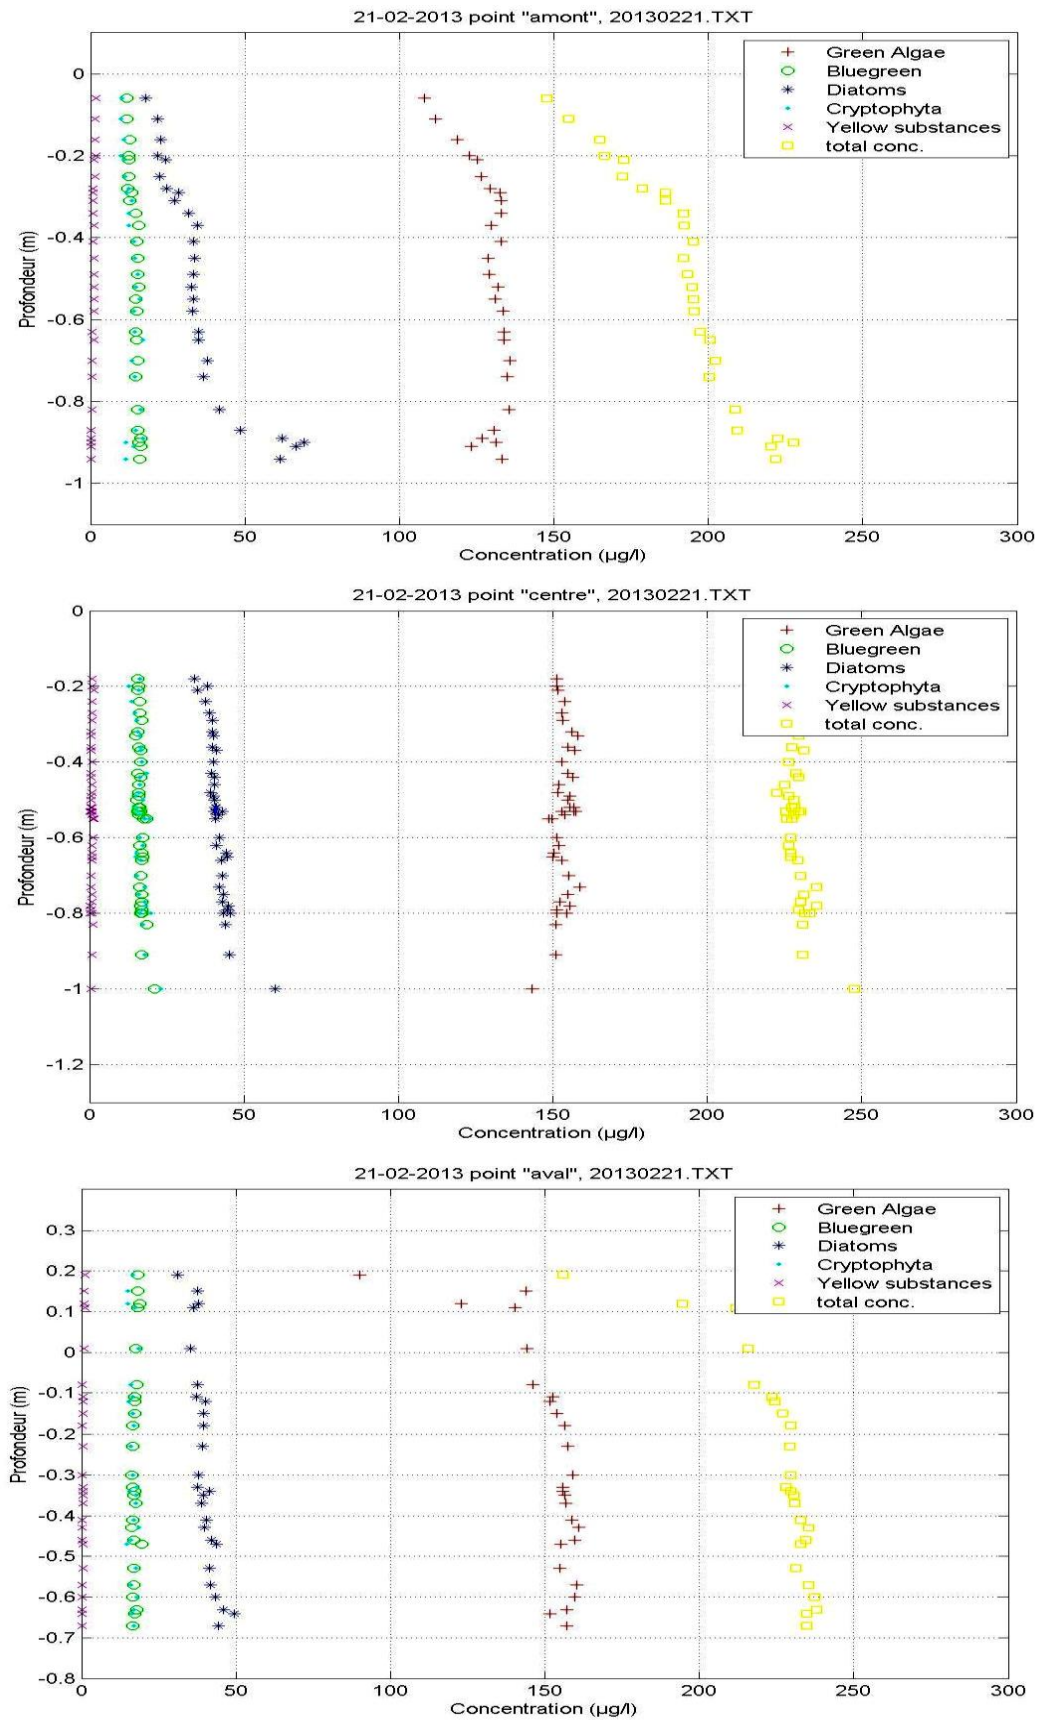 21-02-2013 point "amont", 20130221.TXT
Green Algae
Bluegreen
Diatoms
Cryptophyta
Yellow substances
total conc.
0
-0.2
-0.4
-0.6
-0.8
-1
Profondeur (m)
0 50 100 150 200 250 300
Concentration (µg/l)
21-02-2013 point "centre", 20130221.TXT
Green Algae
Bluegreen
Diatoms
Cryptophyta
Yellow substances
total conc.
0
-0.2
-0.4
-0.6
-0.8
-1
-1.2
Profondeur (m)
0 50 100 150 200 250 300
Concentration (µg/l)
21-02-2013 point "aval", 20130221.TXT
Green Algae
Bluegreen
Diatoms
Cryptophyta
Yellow substances
total conc.
0.3
0.2
0.1
0
-0.1
-0.2
-0.3
-0.4
-0.5
-0.6
-0.7
-0.8
Profondeur (m)
0 50 100 150 200 250 300
Concentration (µg/l)